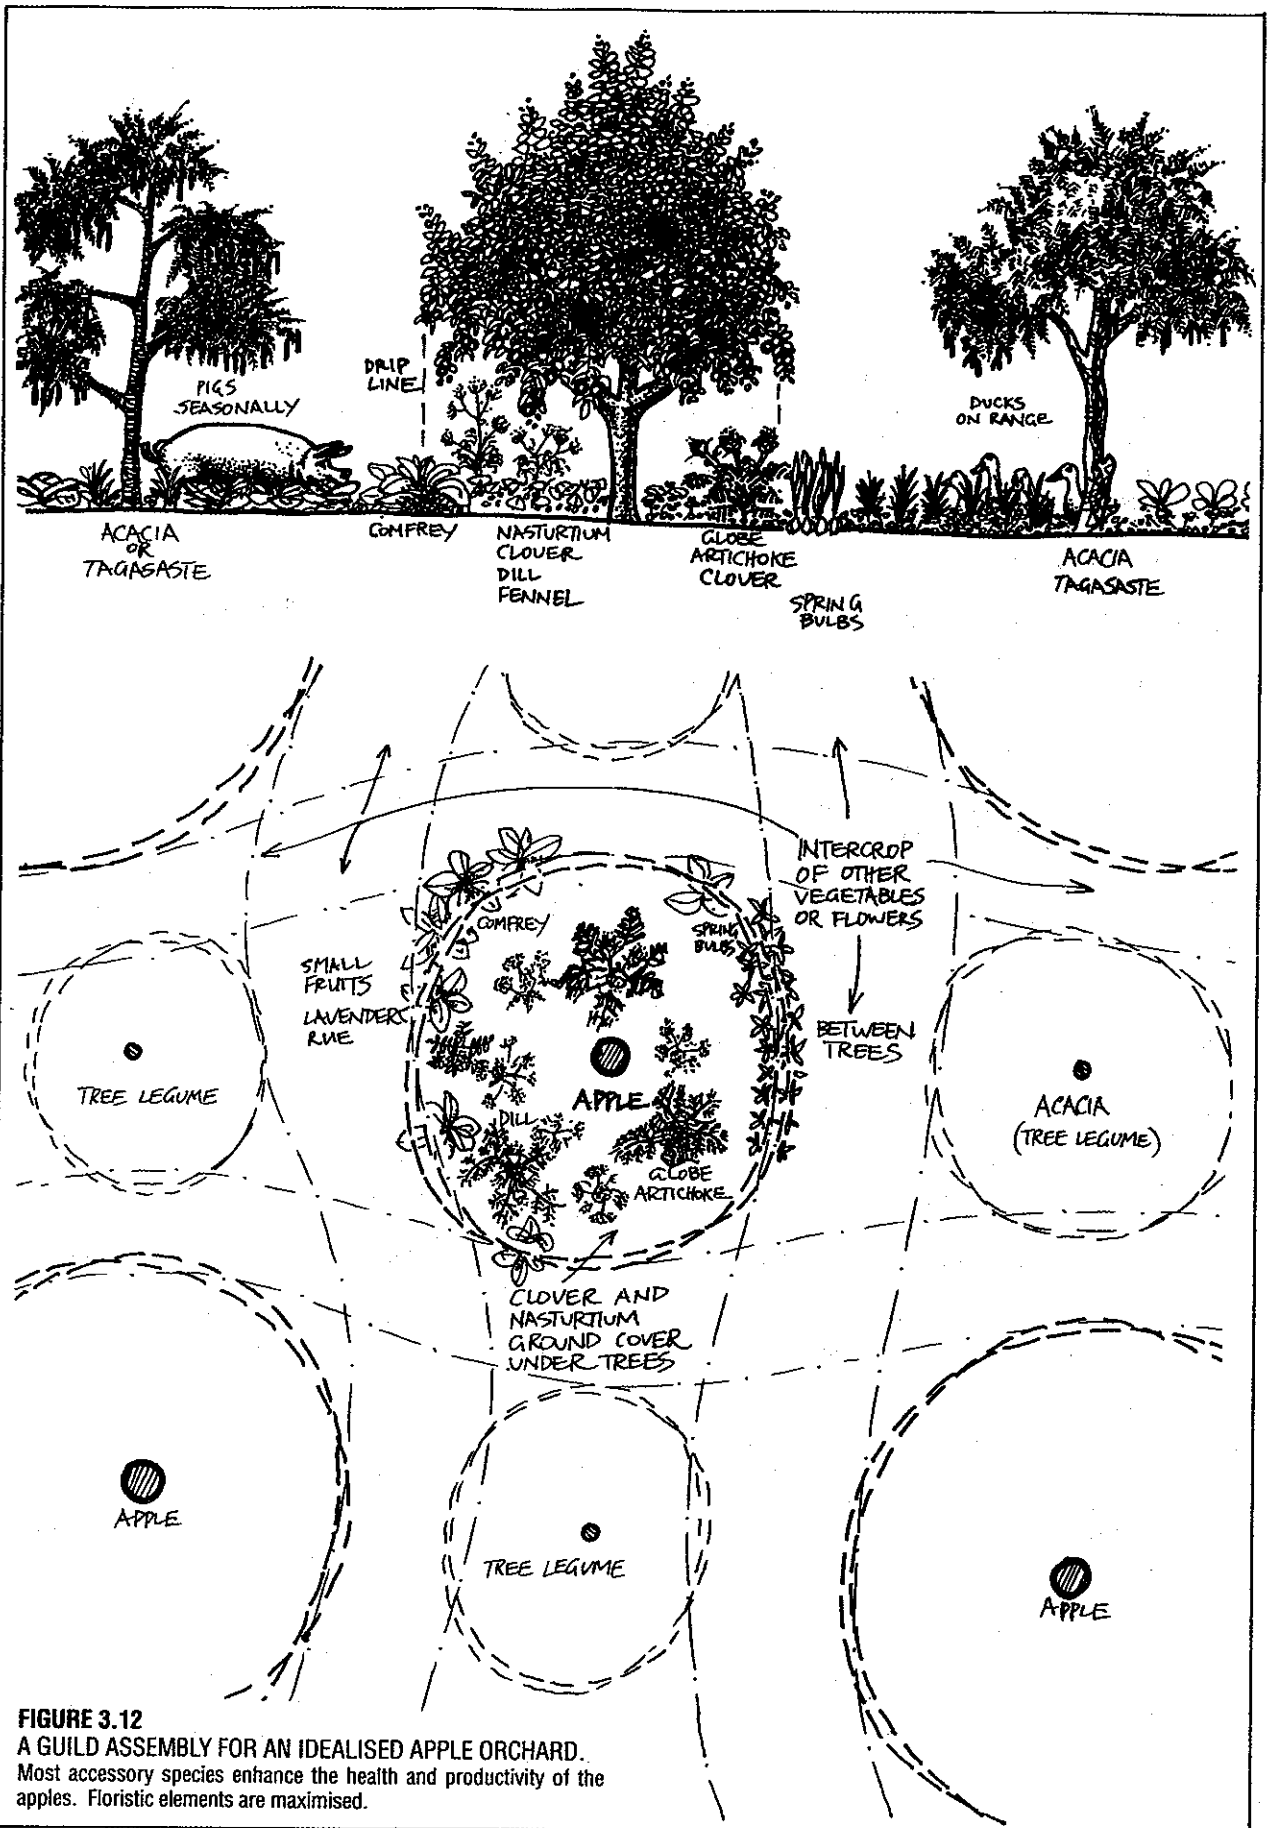 DRIP
LINE
PIGS
SEASONALLY
DUCKS
ON RANGE
ACACIA
OR
TAGASASTE
COMFREY
NASTURTIUM
CLOVER
DILL
FENNEL
GLOBE
ARTICHOKE
CLOVER
SPRING
BULBS
ACACIA
TAGASASTE
INTERCROP
OF OTHER
VEGETABLES
OR FLOWERS
BETWEEN
TREES
COMFREY
SPRING
BULBS
SMALL
FRUITS
LAVENDERS
RUE
TREE LEGUME
APPLE
DILL
GLOBE
ARTICHOKE
ACACIA
(TREE LEGUME)
CLOVER AND
NASTURTIUM
GROUND COVER
UNDER TREES
APPLE
TREE LEGUME
APPLE
FIGURE 3.12
A GUILD ASSEMBLY FOR AN IDEALISED APPLE ORCHARD.
Most accessory species enhance the health and productivity of the
apples. Floristic elements are maximised.